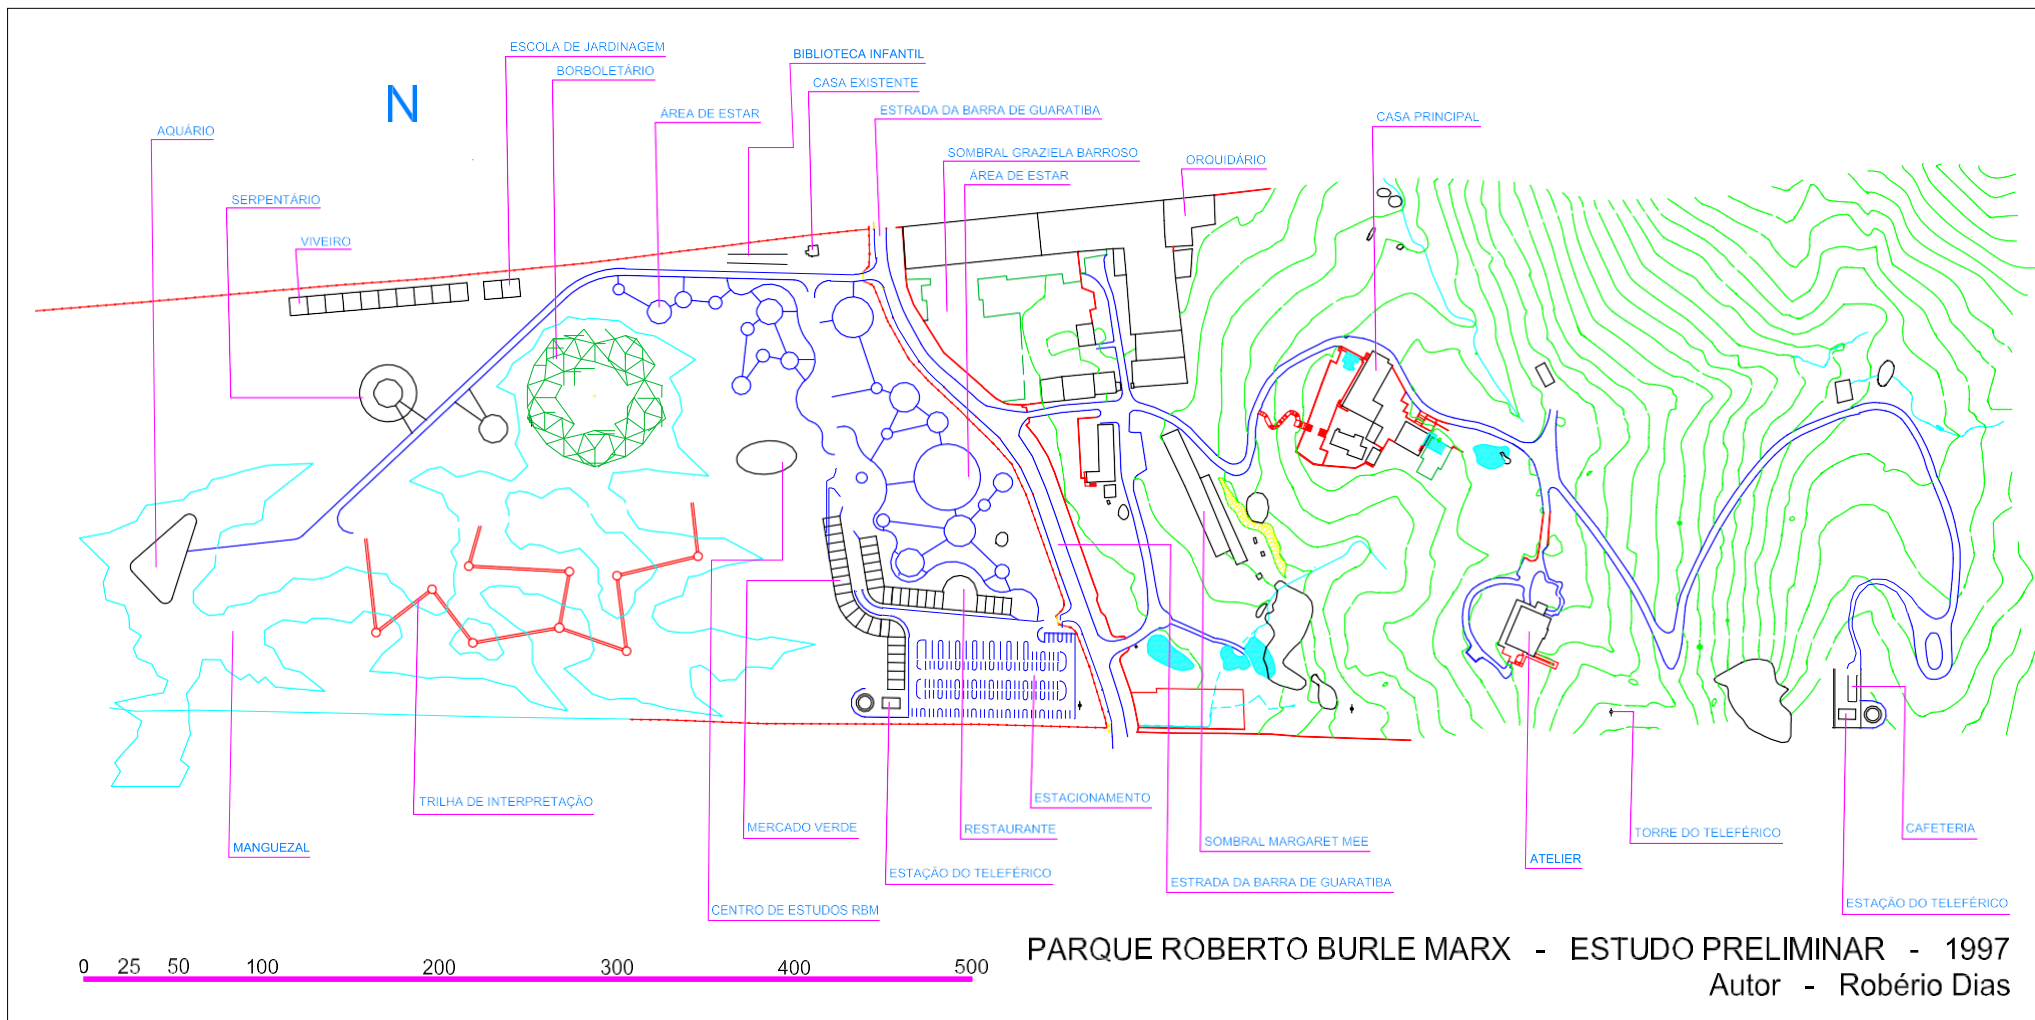 ESCOLA DE JARDINAGEM
BIBLIOTECA INFANTIL
BORBOLETÁRIO
CASA EXISTENTE
N
ÁREA DE ESTAR
ESTRADA DA BARRA DE GUARATIBA
CASA PRINCIPAL
AQUÁRIO
SOMBRAL GRAZIELA BARROSO
ORQUIDÁRIO
ÁREA DE ESTAR
SERPENTÁRIO
VIVEIRO
TRILHA DE INTERPRETAÇÃO
ESTACIONAMENTO
MERCADO VERDE
RESTAURANTE
TORRE DO TELEFÉRICO
CAFETERIA
MANGUEZAL
SOMBRAL MARGARET MEE
ATELIER
ESTAÇÃO DO TELEFÉRICO
ESTRADA DA BARRA DE GUARATIBA
CENTRO DE ESTUDOS RBM
ESTAÇÃO DO TELEFÉRICO
0 25 50 100 200 300 400 500
PARQUE ROBERTO BURLE MARX - ESTUDO PRELIMINAR - 1997
Autor - Robério Dias